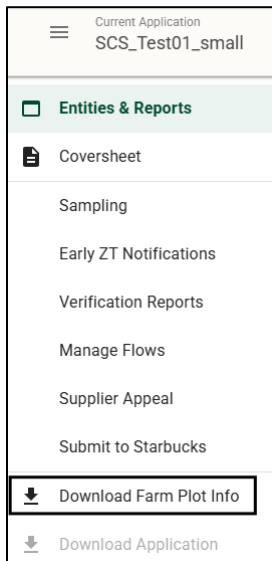 Current Application
SCS_Test01_small
Entities & Reports
Coversheet
Sampling
Early ZT Notifications
Verification Reports
Manage Flows
Supplier Appeal
Submit to Starbucks
Download Farm Plot Info
Download Application